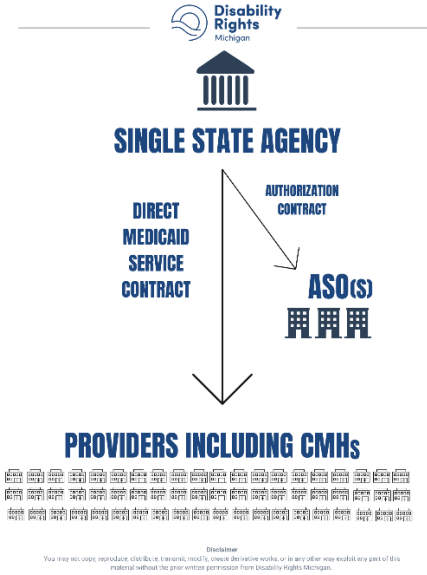 Disability
Rights
Michigan
SINGLE STATE AGENCY
AUTHORIZATION
CONTRACT
DIRECT
MEDICAID
SERVICE
CONTRACT
ASO(S)
PROVIDERS INCLUDING CMHs
Disclaimer
You may not copy, reproduce, distribute, transmit, modify, create derivative works, or in any other way exploit any part of this
material without the prior written permission from Disability Rights Michigan.